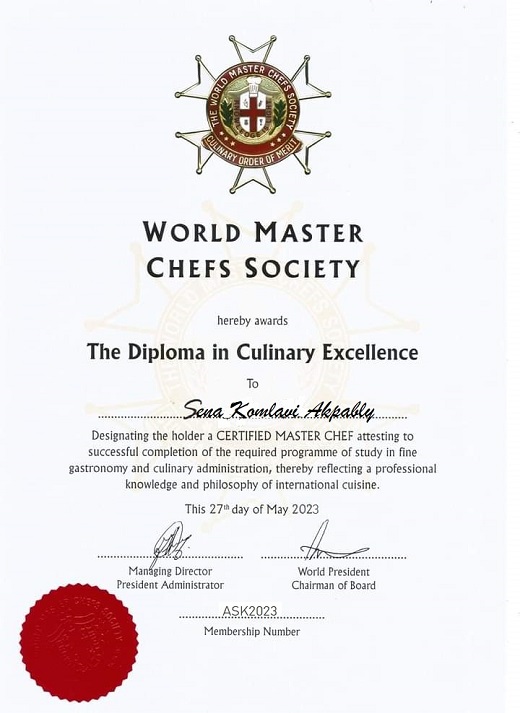 THE WORLD MASTER CHEFS SOCIETY
CULINARY ORDER OF MERIT
WORLD MASTER
CHEFS SOCIETY
hereby awards
The Diploma in Culinary Excellence
To
Sena Komlavi Akpably
Designating the holder a CERTIFIED MASTER CHEF attesting to
successful completion of the required programme of study in fine
gastronomy and culinary administration, thereby reflecting a professional
knowledge and philosophy of international cuisine.
This 27th day of May 2023
Managing Director
President Administrator
World President
Chairman of Board
ASK2023
Membership Number